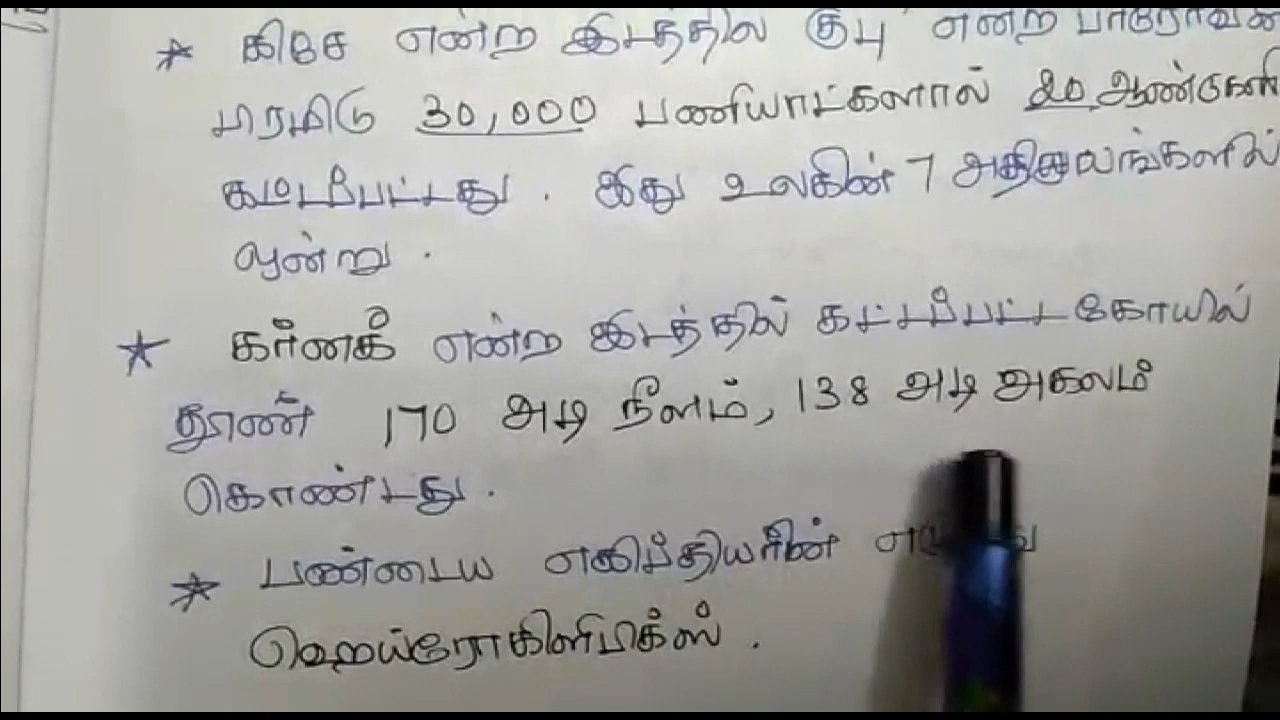 * கிசே என்ற இடத்தில் குபு என்ற பாரோவின்
பிரமிடு 30,000 பணியாட்களால் 20 ஆண்டுகளி
கட்டப்பட்டது. இது உலகின் 7 அதிசயங்களில்
ஒன்று.
* கர்னக் என்ற இடத்தில் கட்டப்பட்ட கோயில்
தூண் 170 அடி நீளம், 138 அடி அகலம்
கொண்டது.
* பண்டைய எகிப்தியரின்
ஹெய்ரோகிளிபிக்ஸ்.